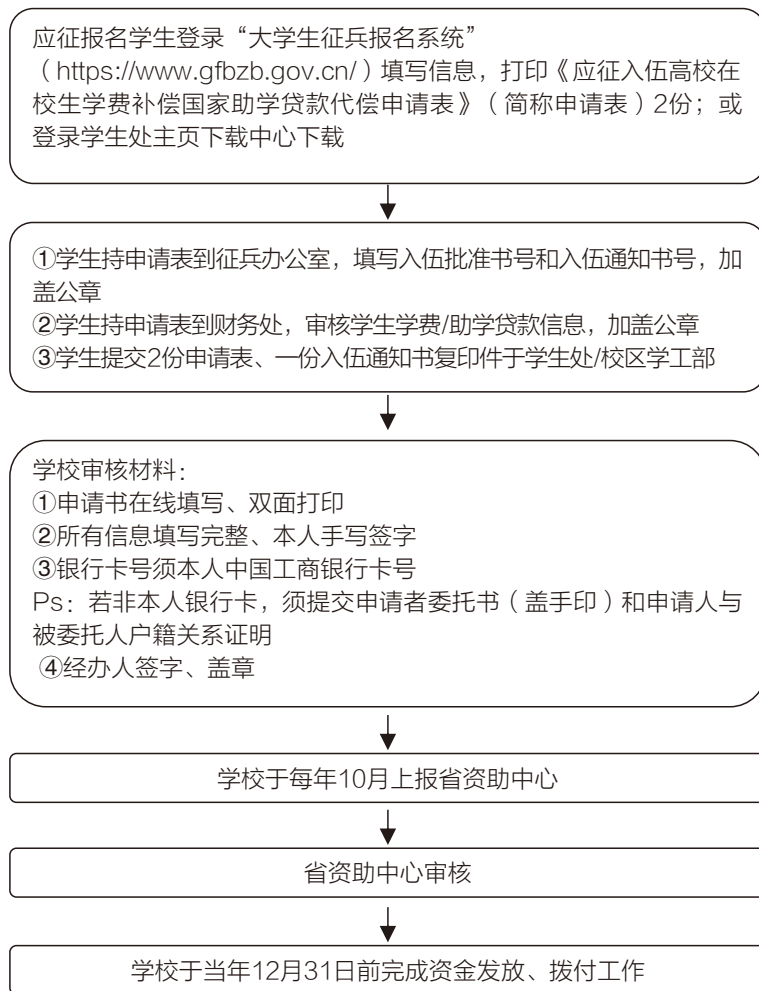 应征报名学生登录“大学生征兵报名系统”
（https://www.gfbzb.gov.cn/）填写信息，打印《应征入伍高校在
校生学费补偿国家助学贷款代偿申请表》（简称申请表）2份；或
登录学生处主页下载中心下载
①学生持申请表到征兵办公室，填写入伍批准书号和入伍通知书号，加
盖公章
②学生持申请表到财务处，审核学生学费/助学贷款信息，加盖公章
③学生提交2份申请表、一份入伍通知书复印件于学生处/校区学工部
学校审核材料：
①申请书在线填写、双面打印
②所有信息填写完整、本人手写签字
③银行卡号须本人中国工商银行卡号
Ps：若非本人银行卡，须提交申请者委托书（盖手印）和申请人与
被委托人户籍关系证明
④经办人签字、盖章
学校于每年10月上报省资助中心
省资助中心审核
学校于当年12月31日前完成资金发放、拨付工作